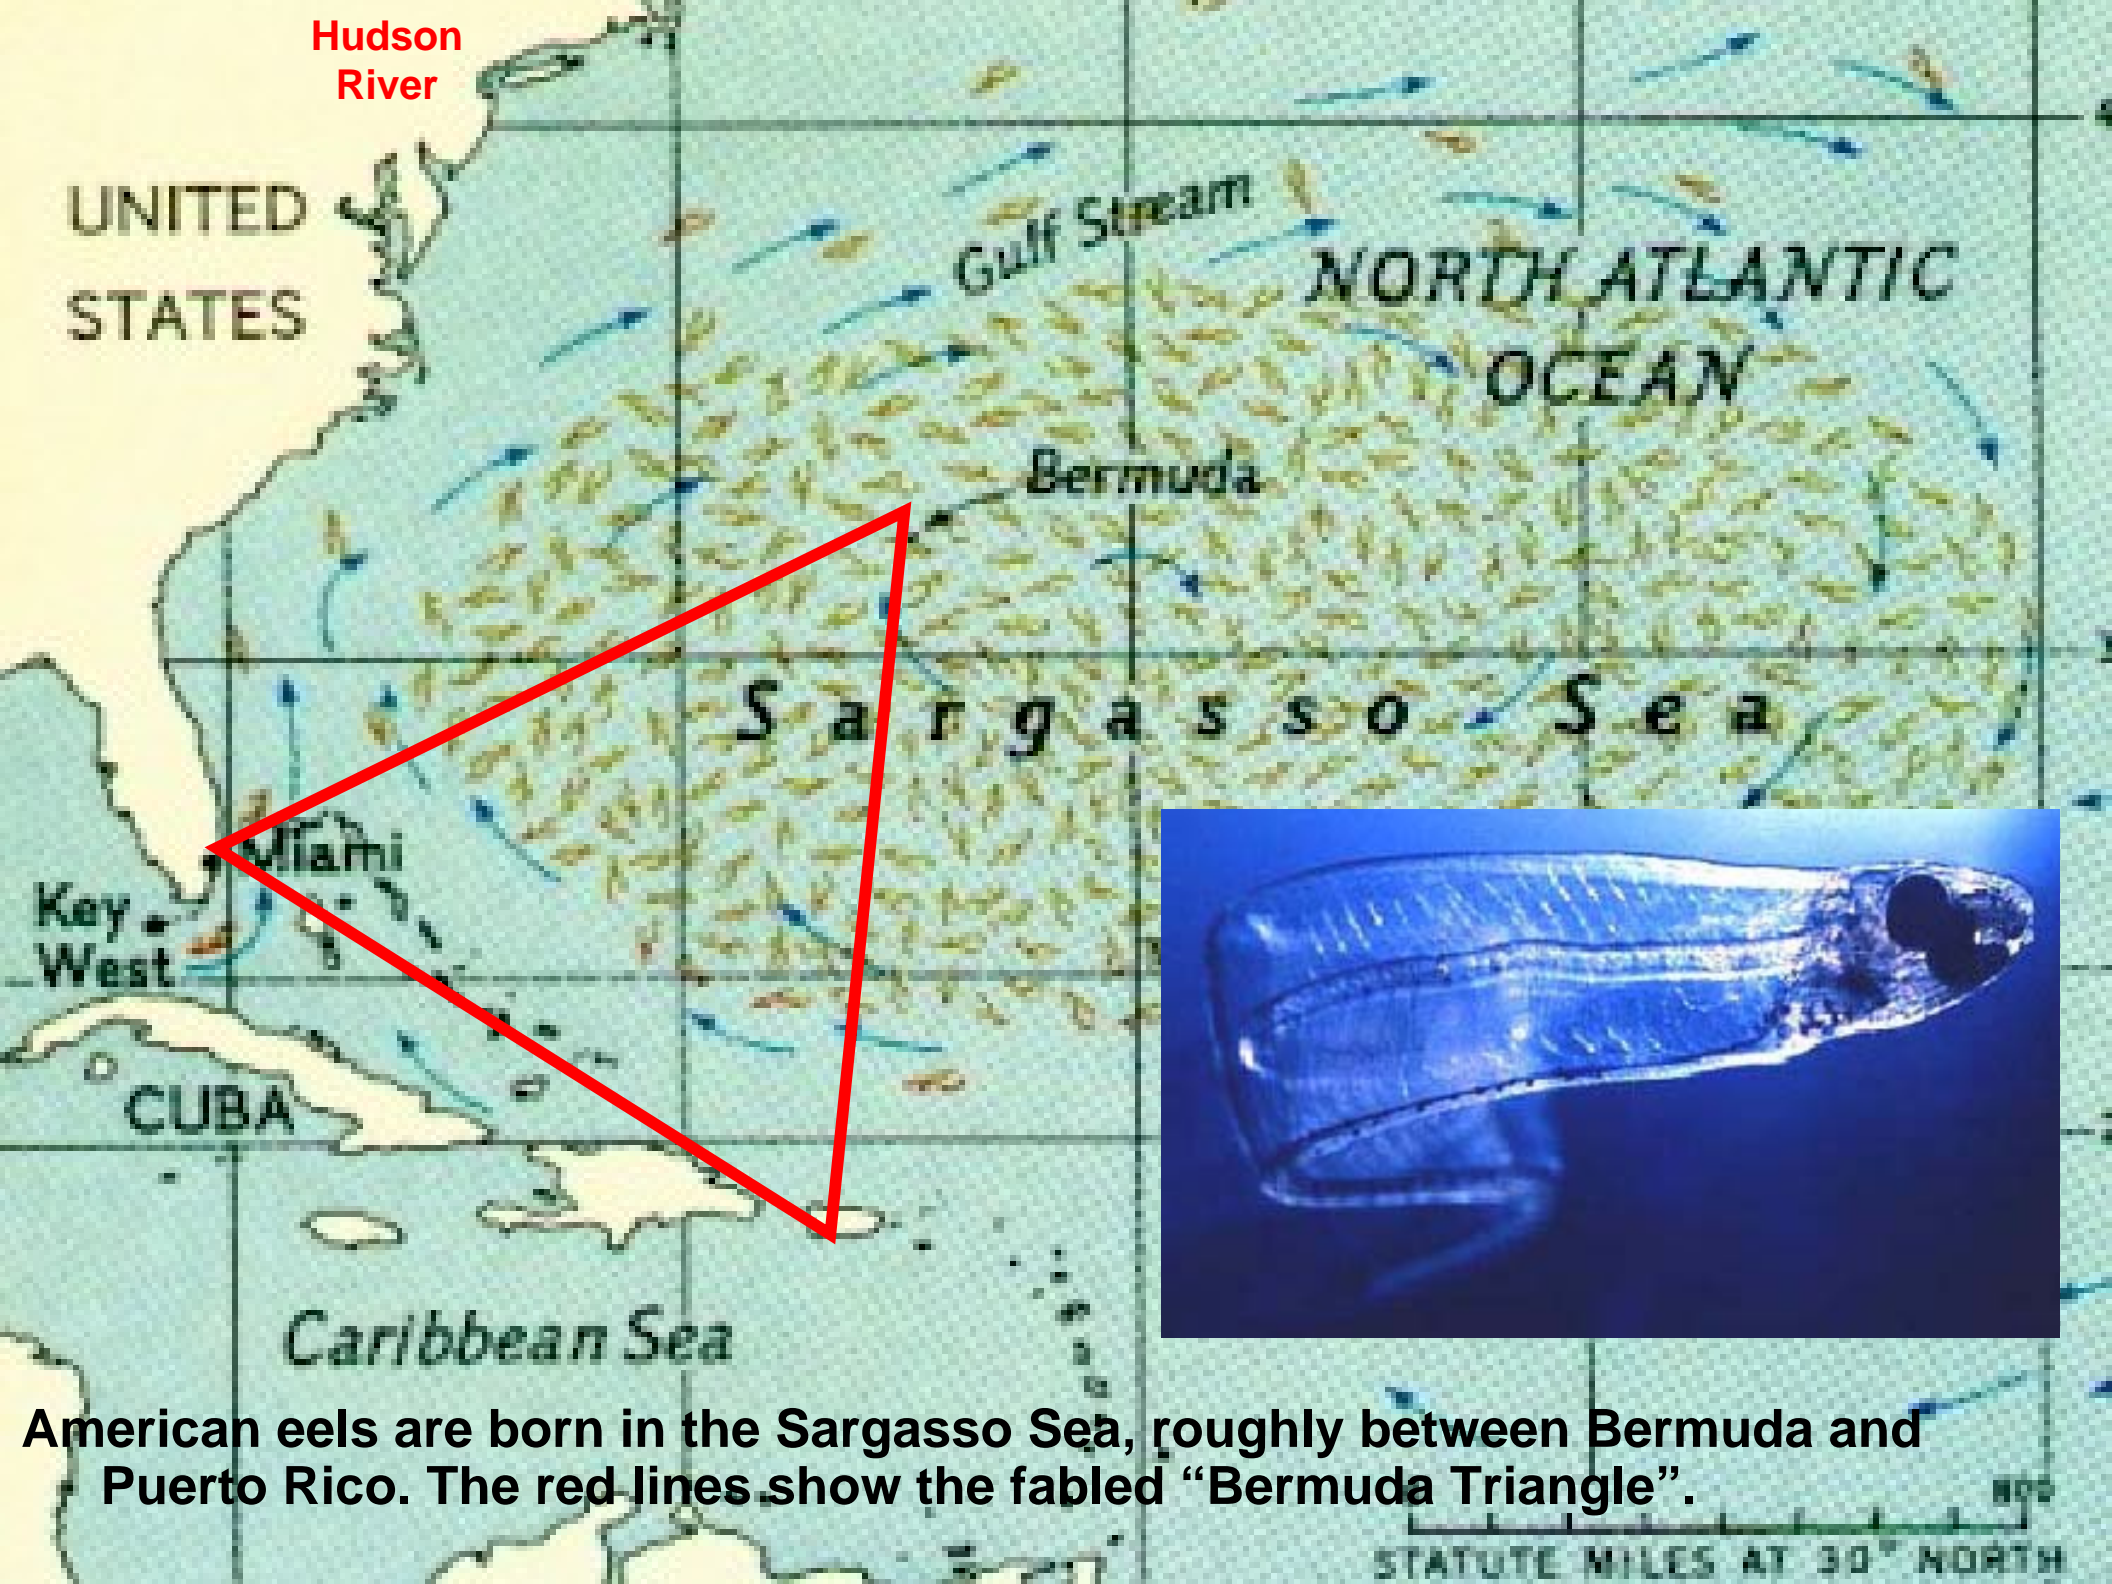 Hudson
River
UNITED
STATES
Gulf Stream
NORTH ATLANTIC
OCEAN
Bermuda
Sargasso Sea
Miami
Key
West
CUBA
Caribbean Sea
American eels are born in the Sargasso Sea, roughly between Bermuda and
Puerto Rico. The red lines show the fabled “Bermuda Triangle”.
STATUTE MILES AT 30° NORTH